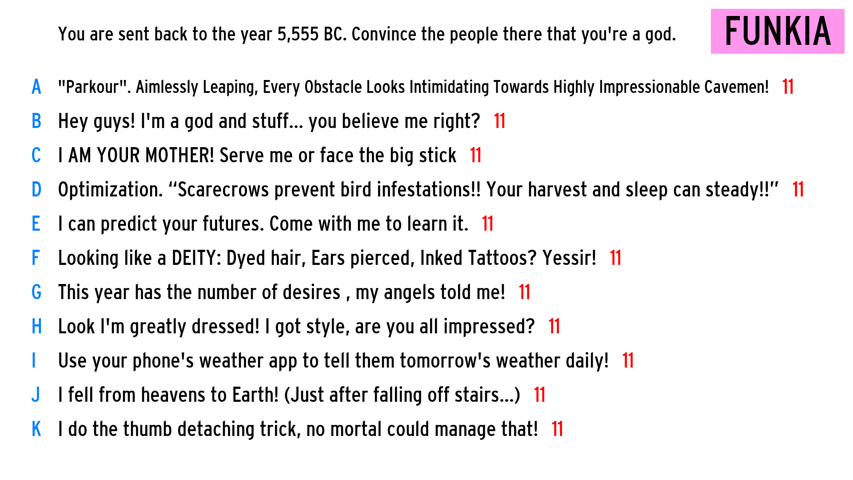 You are sent back to the year 5,555 BC. Convince the people there that you're a god.
FUNKIA
A "Parkour". Aimlessly Leaping, Every Obstacle Looks Intimidating Towards Highly Impressionable Cavemen! 11
B Hey guys! I'm a god and stuff... you believe me right? 11
C I AM YOUR MOTHER! Serve me or face the big stick 11
D Optimization. “Scarecrows prevent bird infestations!! Your harvest and sleep can steady!!” 11
E I can predict your futures. Come with me to learn it. 11
F Looking like a DEITY: Dyed hair, Ears pierced, Inked Tattoos? Yessir! 11
G This year has the number of desires , my angels told me! 11
H Look I'm greatly dressed! I got style, are you all impressed? 11
I Use your phone's weather app to tell them tomorrow's weather daily! 11
J I fell from heavens to Earth! (Just after falling off stairs...) 11
K I do the thumb detaching trick, no mortal could manage that! 11